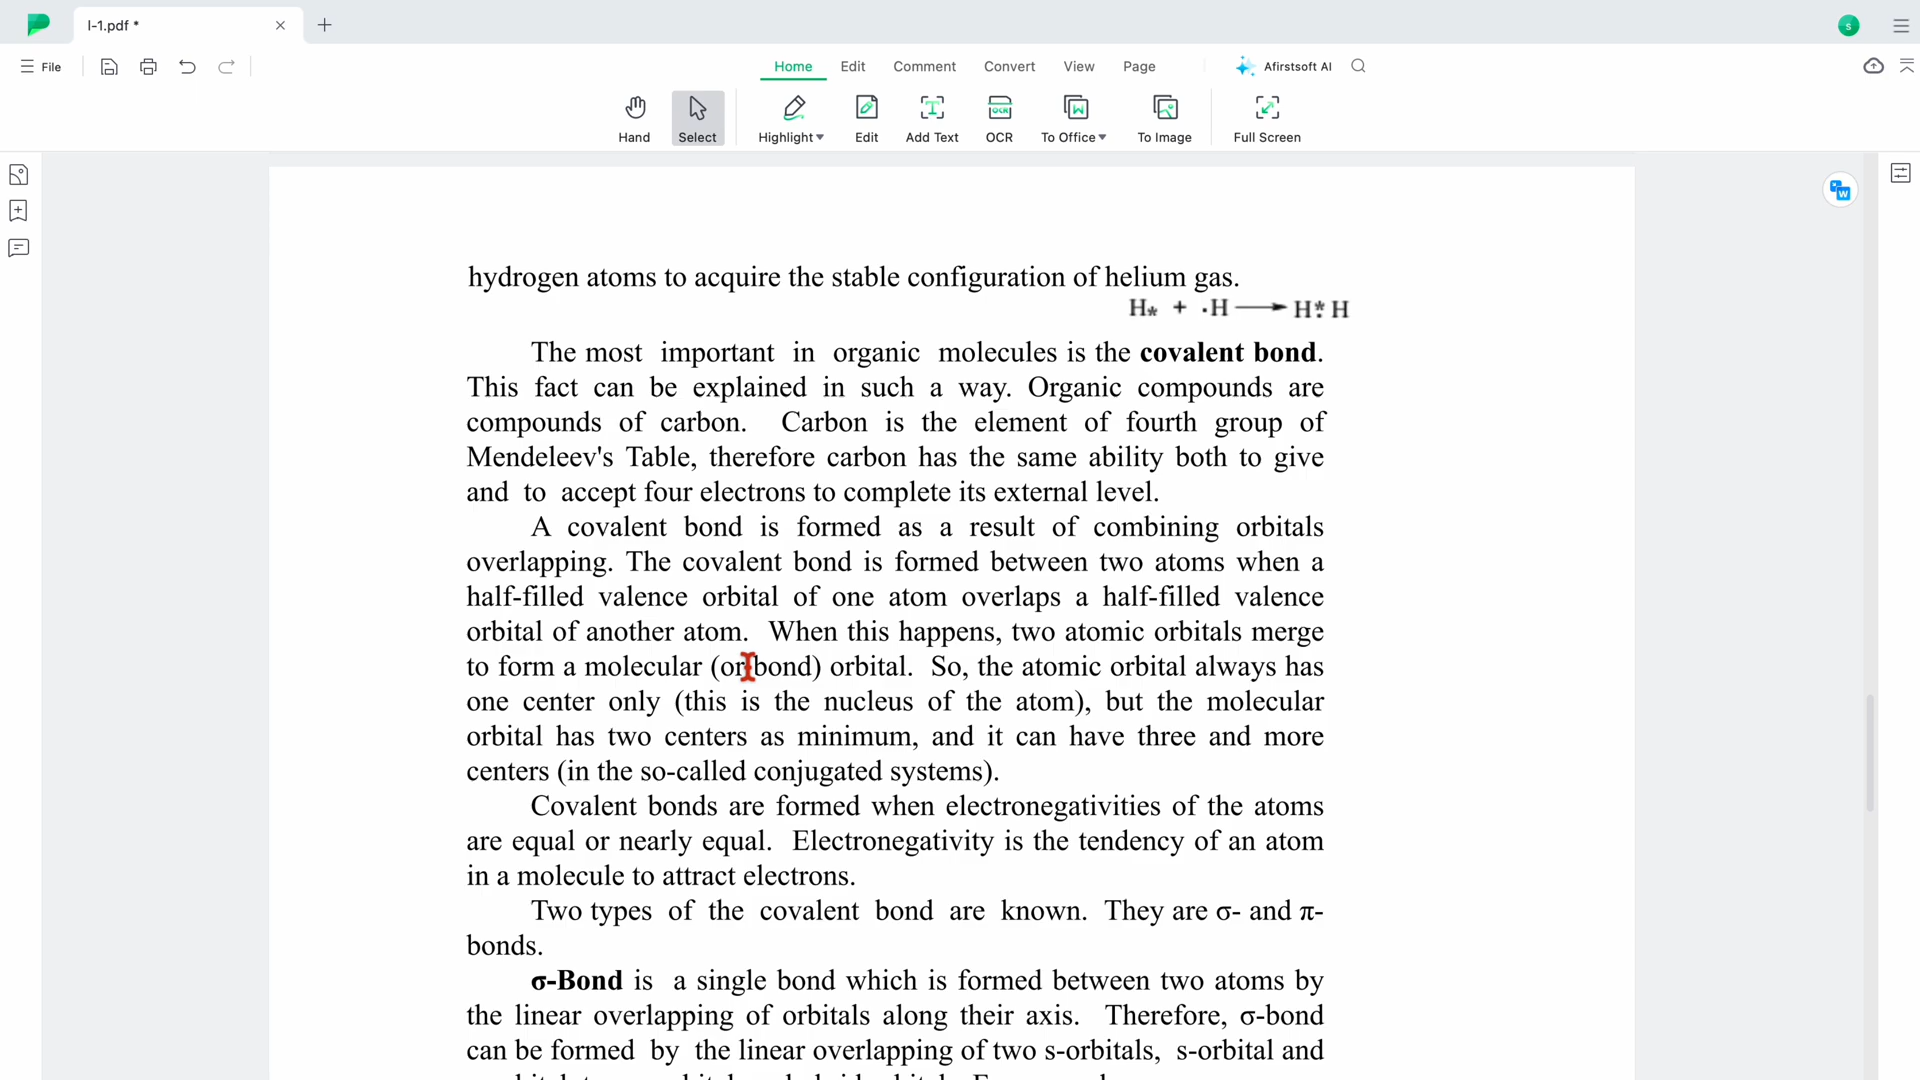 I-1.pdf *
s
File
Home Edit Comment Convert View Page Afirstsoft AI
Hand Select Highlight Edit Add Text OCR To Office To Image Full Screen
hydrogen atoms to acquire the stable configuration of helium gas.
H* + ·H ⟶ H*· H
The most important in organic molecules is the covalent bond.
This fact can be explained in such a way. Organic compounds are
compounds of carbon. Carbon is the element of fourth group of
Mendeleev's Table, therefore carbon has the same ability both to give
and to accept four electrons to complete its external level.
A covalent bond is formed as a result of combining orbitals
overlapping. The covalent bond is formed between two atoms when a
half-filled valence orbital of one atom overlaps a half-filled valence
orbital of another atom. When this happens, two atomic orbitals merge
to form a molecular (or bond) orbital. So, the atomic orbital always has
one center only (this is the nucleus of the atom), but the molecular
orbital has two centers as minimum, and it can have three and more
centers (in the so-called conjugated systems).
Covalent bonds are formed when electronegativities of the atoms
are equal or nearly equal. Electronegativity is the tendency of an atom
in a molecule to attract electrons.
Two types of the covalent bond are known. They are σ- and π-
bonds.
σ-Bond is a single bond which is formed between two atoms by
the linear overlapping of orbitals along their axis. Therefore, σ-bond
can be formed by the linear overlapping of two s-orbitals, s-orbital and